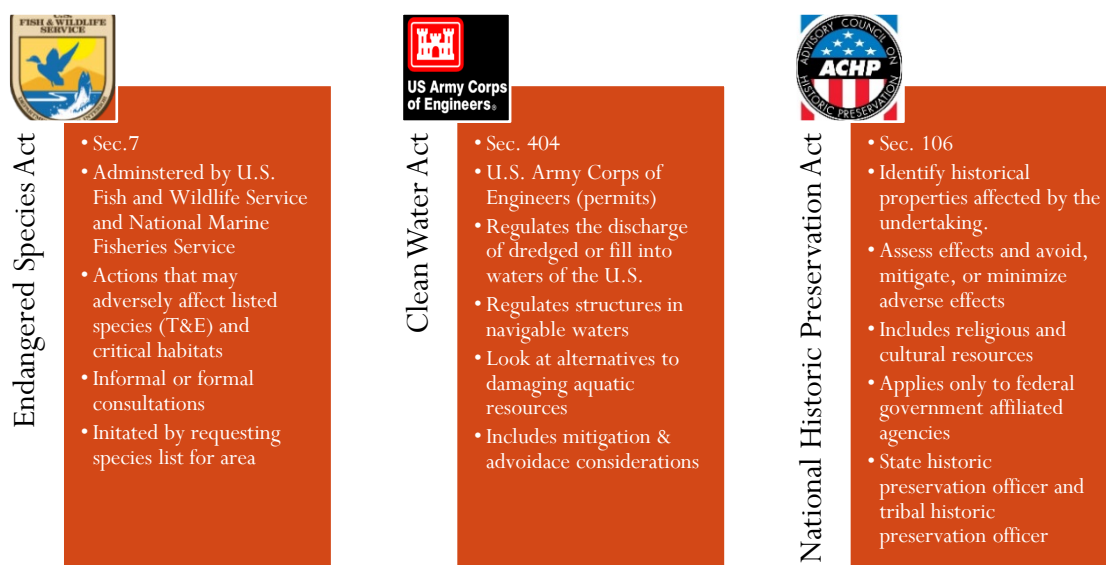 U.S.
FISH & WILDLIFE
SERVICE
Endangered Species Act
• Sec.7
• Adminstered by U.S.
Fish and Wildlife Service
and National Marine
Fisheries Service
• Actions that may
adversely affect listed
species (T&E) and
critical habitats
• Informal or formal
consultations
• Initated by requesting
species list for area
US Army Corps
of Engineers®
Clean Water Act
• Sec. 404
• U.S. Army Corps of
Engineers (permits)
• Regulates the discharge
of dredged or fill into
waters of the U.S.
• Regulates structures in
navigable waters
• Look at alternatives to
damaging aquatic
resources
• Includes mitigation &
advoidace considerations
ADVISORY COUNCIL ON
ACHP
HISTORIC PRESERVATION
National Historic Preservation Act
• Sec. 106
• Identify historical
properties affected by the
undertaking.
• Assess effects and avoid,
mitigate, or minimize
adverse effects
• Includes religious and
cultural resources
• Applies only to federal
government affiliated
agencies
• State historic
preservation officer and
tribal historic
preservation officer